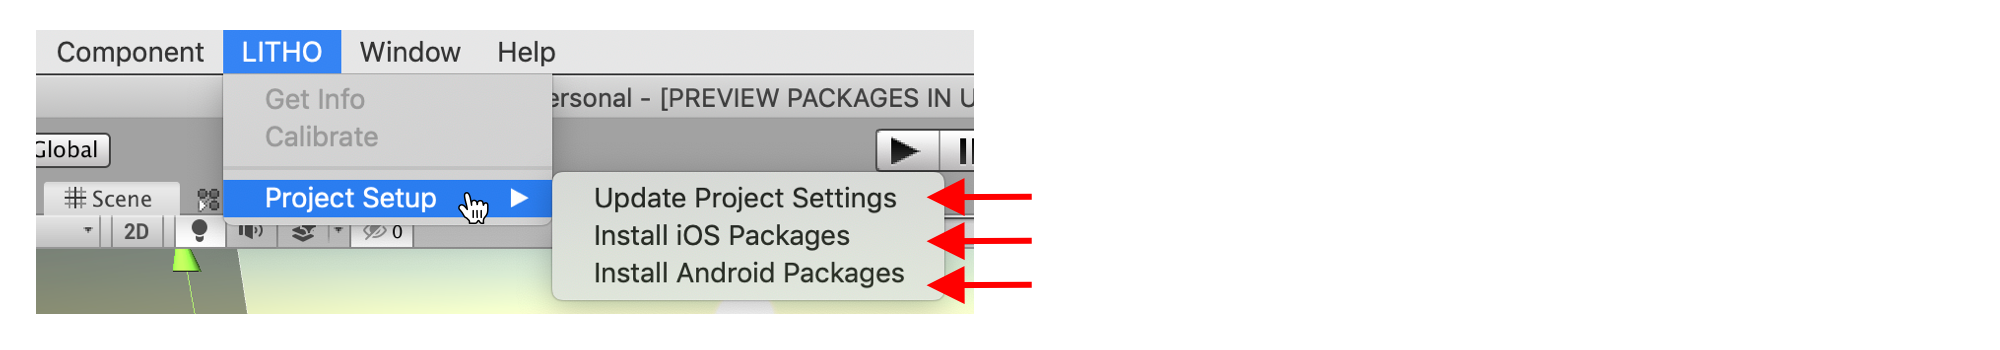 Component LITHO Window Help
Get Info
ersonal - [PREVIEW PACKAGES IN U
Calibrate
Global
Project Setup
Update Project Settings
Scene
2D
0
Install iOS Packages
Install Android Packages